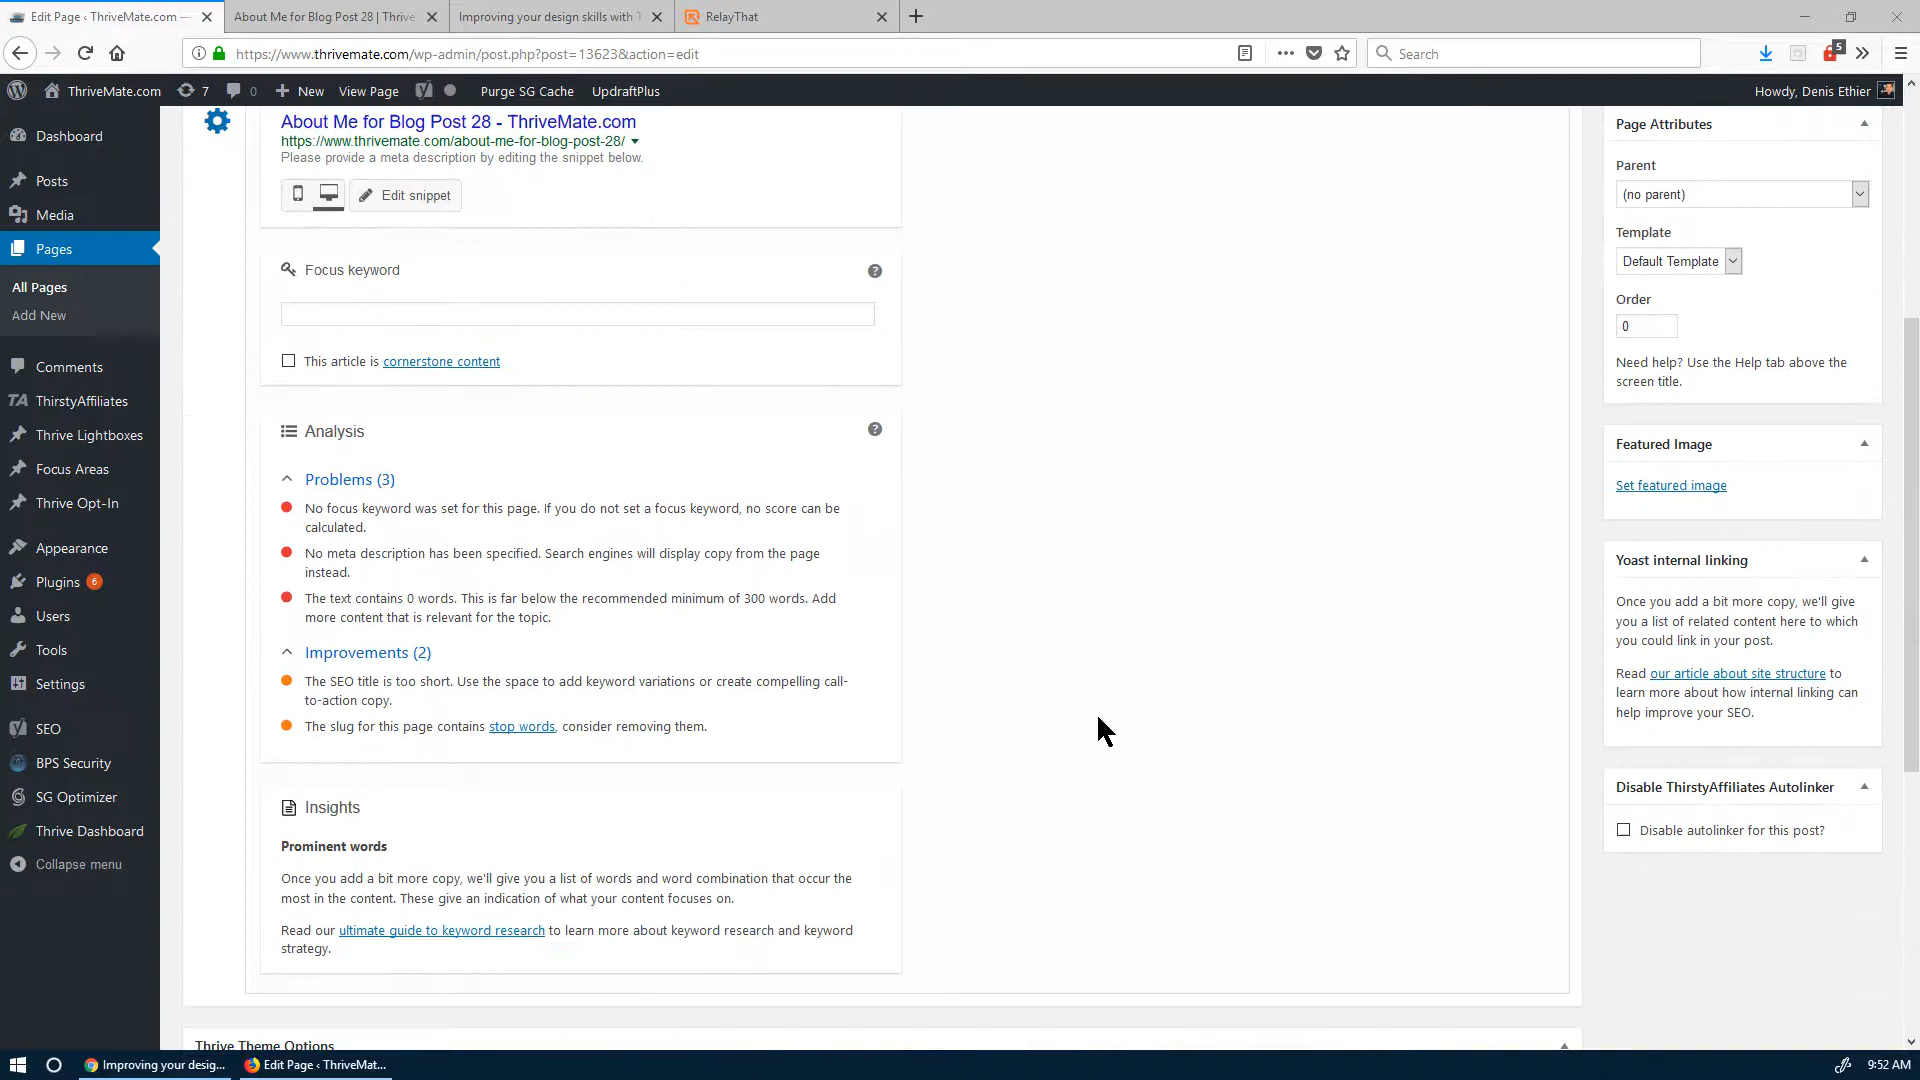 Edit Page ‹ ThriveMate.com —
About Me for Blog Post 28 | Thrive
Improving your design skills with T
RelayThat
https://www.thrivemate.com/wp-admin/post.php?post=13623&action=edit
Search
5
ThriveMate.com
7
0
New
View Page
Purge SG Cache
UpdraftPlus
Howdy, Denis Ethier
Dashboard
Posts
Media
Pages
All Pages
Add New
Comments
TA ThirstyAffiliates
Thrive Lightboxes
Focus Areas
Thrive Opt-In
Appearance
Plugins 6
Users
Tools
Settings
SEO
BPS Security
SG Optimizer
Thrive Dashboard
Collapse menu
About Me for Blog Post 28 - ThriveMate.com
https://www.thrivemate.com/about-me-for-blog-post-28/
Please provide a meta description by editing the snippet below.
Edit snippet
Focus keyword
This article is cornerstone content
Analysis
Problems (3)
No focus keyword was set for this page. If you do not set a focus keyword, no score can be
calculated.
No meta description has been specified. Search engines will display copy from the page
instead.
The text contains 0 words. This is far below the recommended minimum of 300 words. Add
more content that is relevant for the topic.
Improvements (2)
The SEO title is too short. Use the space to add keyword variations or create compelling call-
to-action copy.
The slug for this page contains stop words, consider removing them.
Insights
Prominent words
Once you add a bit more copy, we'll give you a list of words and word combination that occur the
most in the content. These give an indication of what your content focuses on.
Read our ultimate guide to keyword research to learn more about keyword research and keyword
strategy.
Thrive Theme Options
Page Attributes
Parent
(no parent)
Template
Default Template
Order
0
Need help? Use the Help tab above the
screen title.
Featured Image
Set featured image
Yoast internal linking
Once you add a bit more copy, we'll give
you a list of related content here to which
you could link in your post.
Read our article about site structure to
learn more about how internal linking can
help improve your SEO.
Disable ThirstyAffiliates Autolinker
Disable autolinker for this post?
Improving your desig...
Edit Page ‹ ThriveMat...
9:52 AM